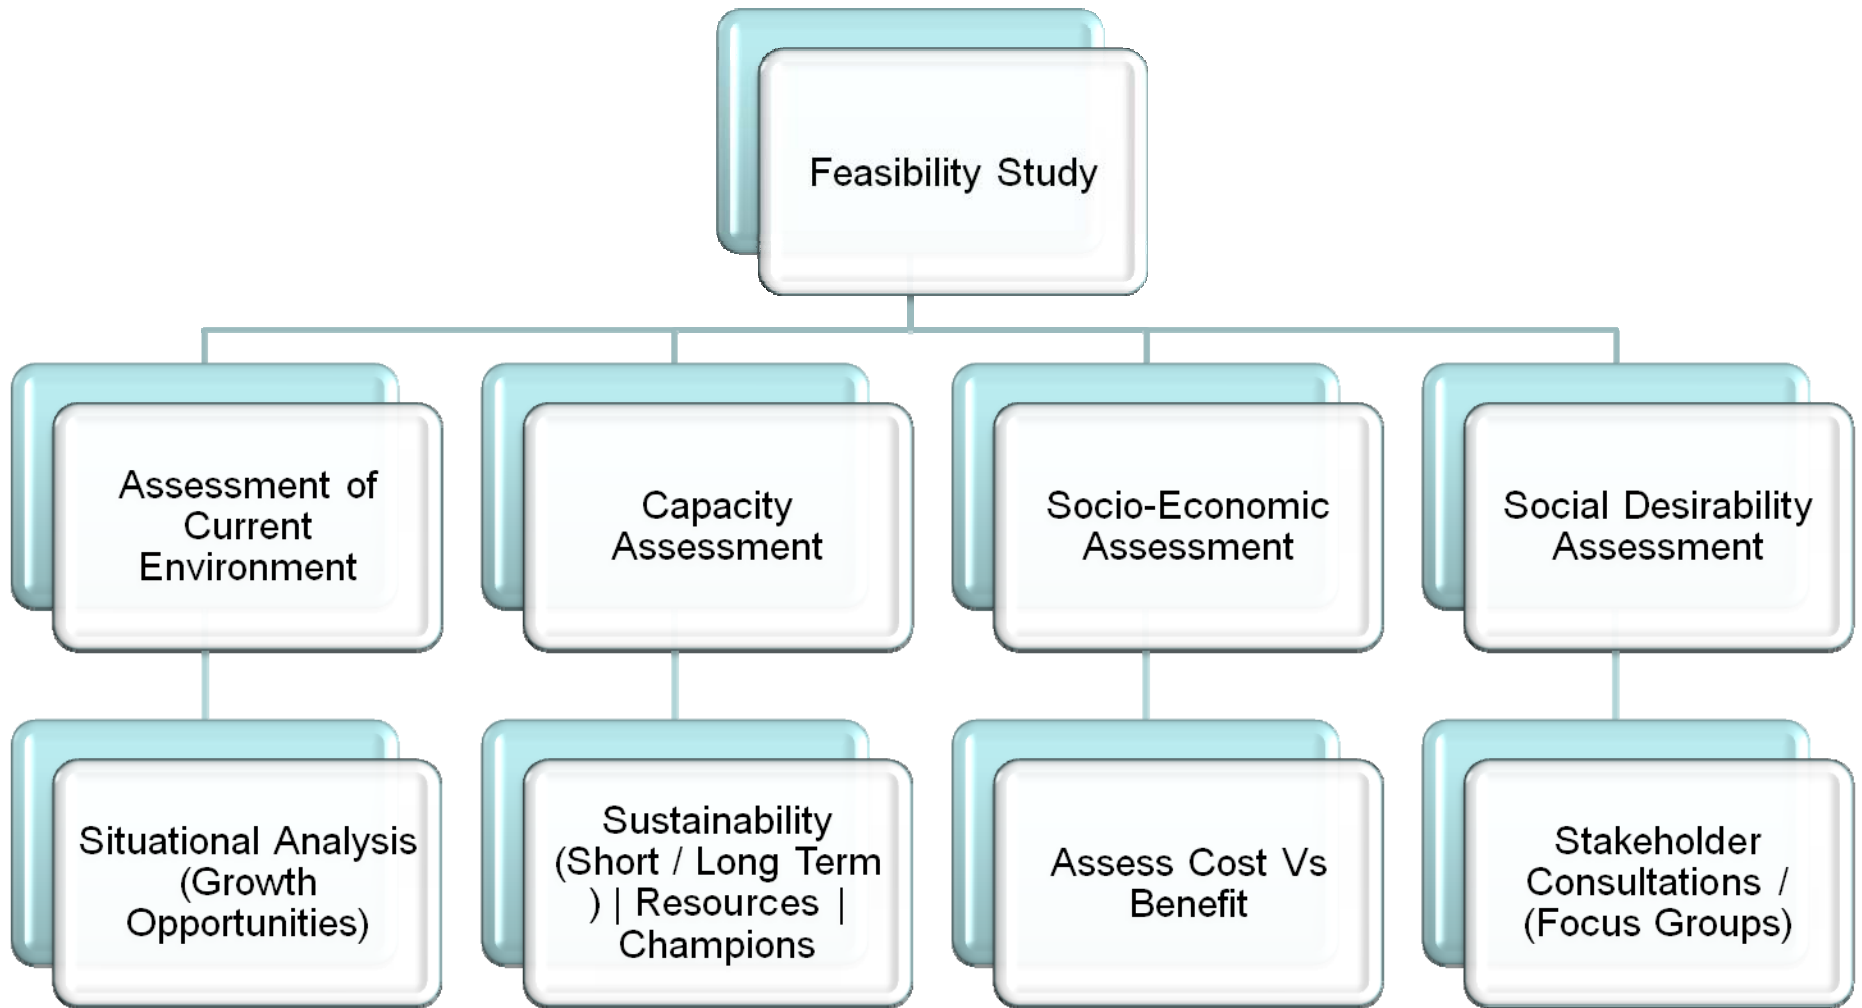 Feasibility Study
Assessment of
Current
Environment
Capacity
Assessment
Socio-Economic
Assessment
Social Desirability
Assessment
Situational Analysis
(Growth
Opportunities)
Sustainability
(Short / Long Term
) | Resources |
Champions
Assess Cost Vs
Benefit
Stakeholder
Consultations /
(Focus Groups)